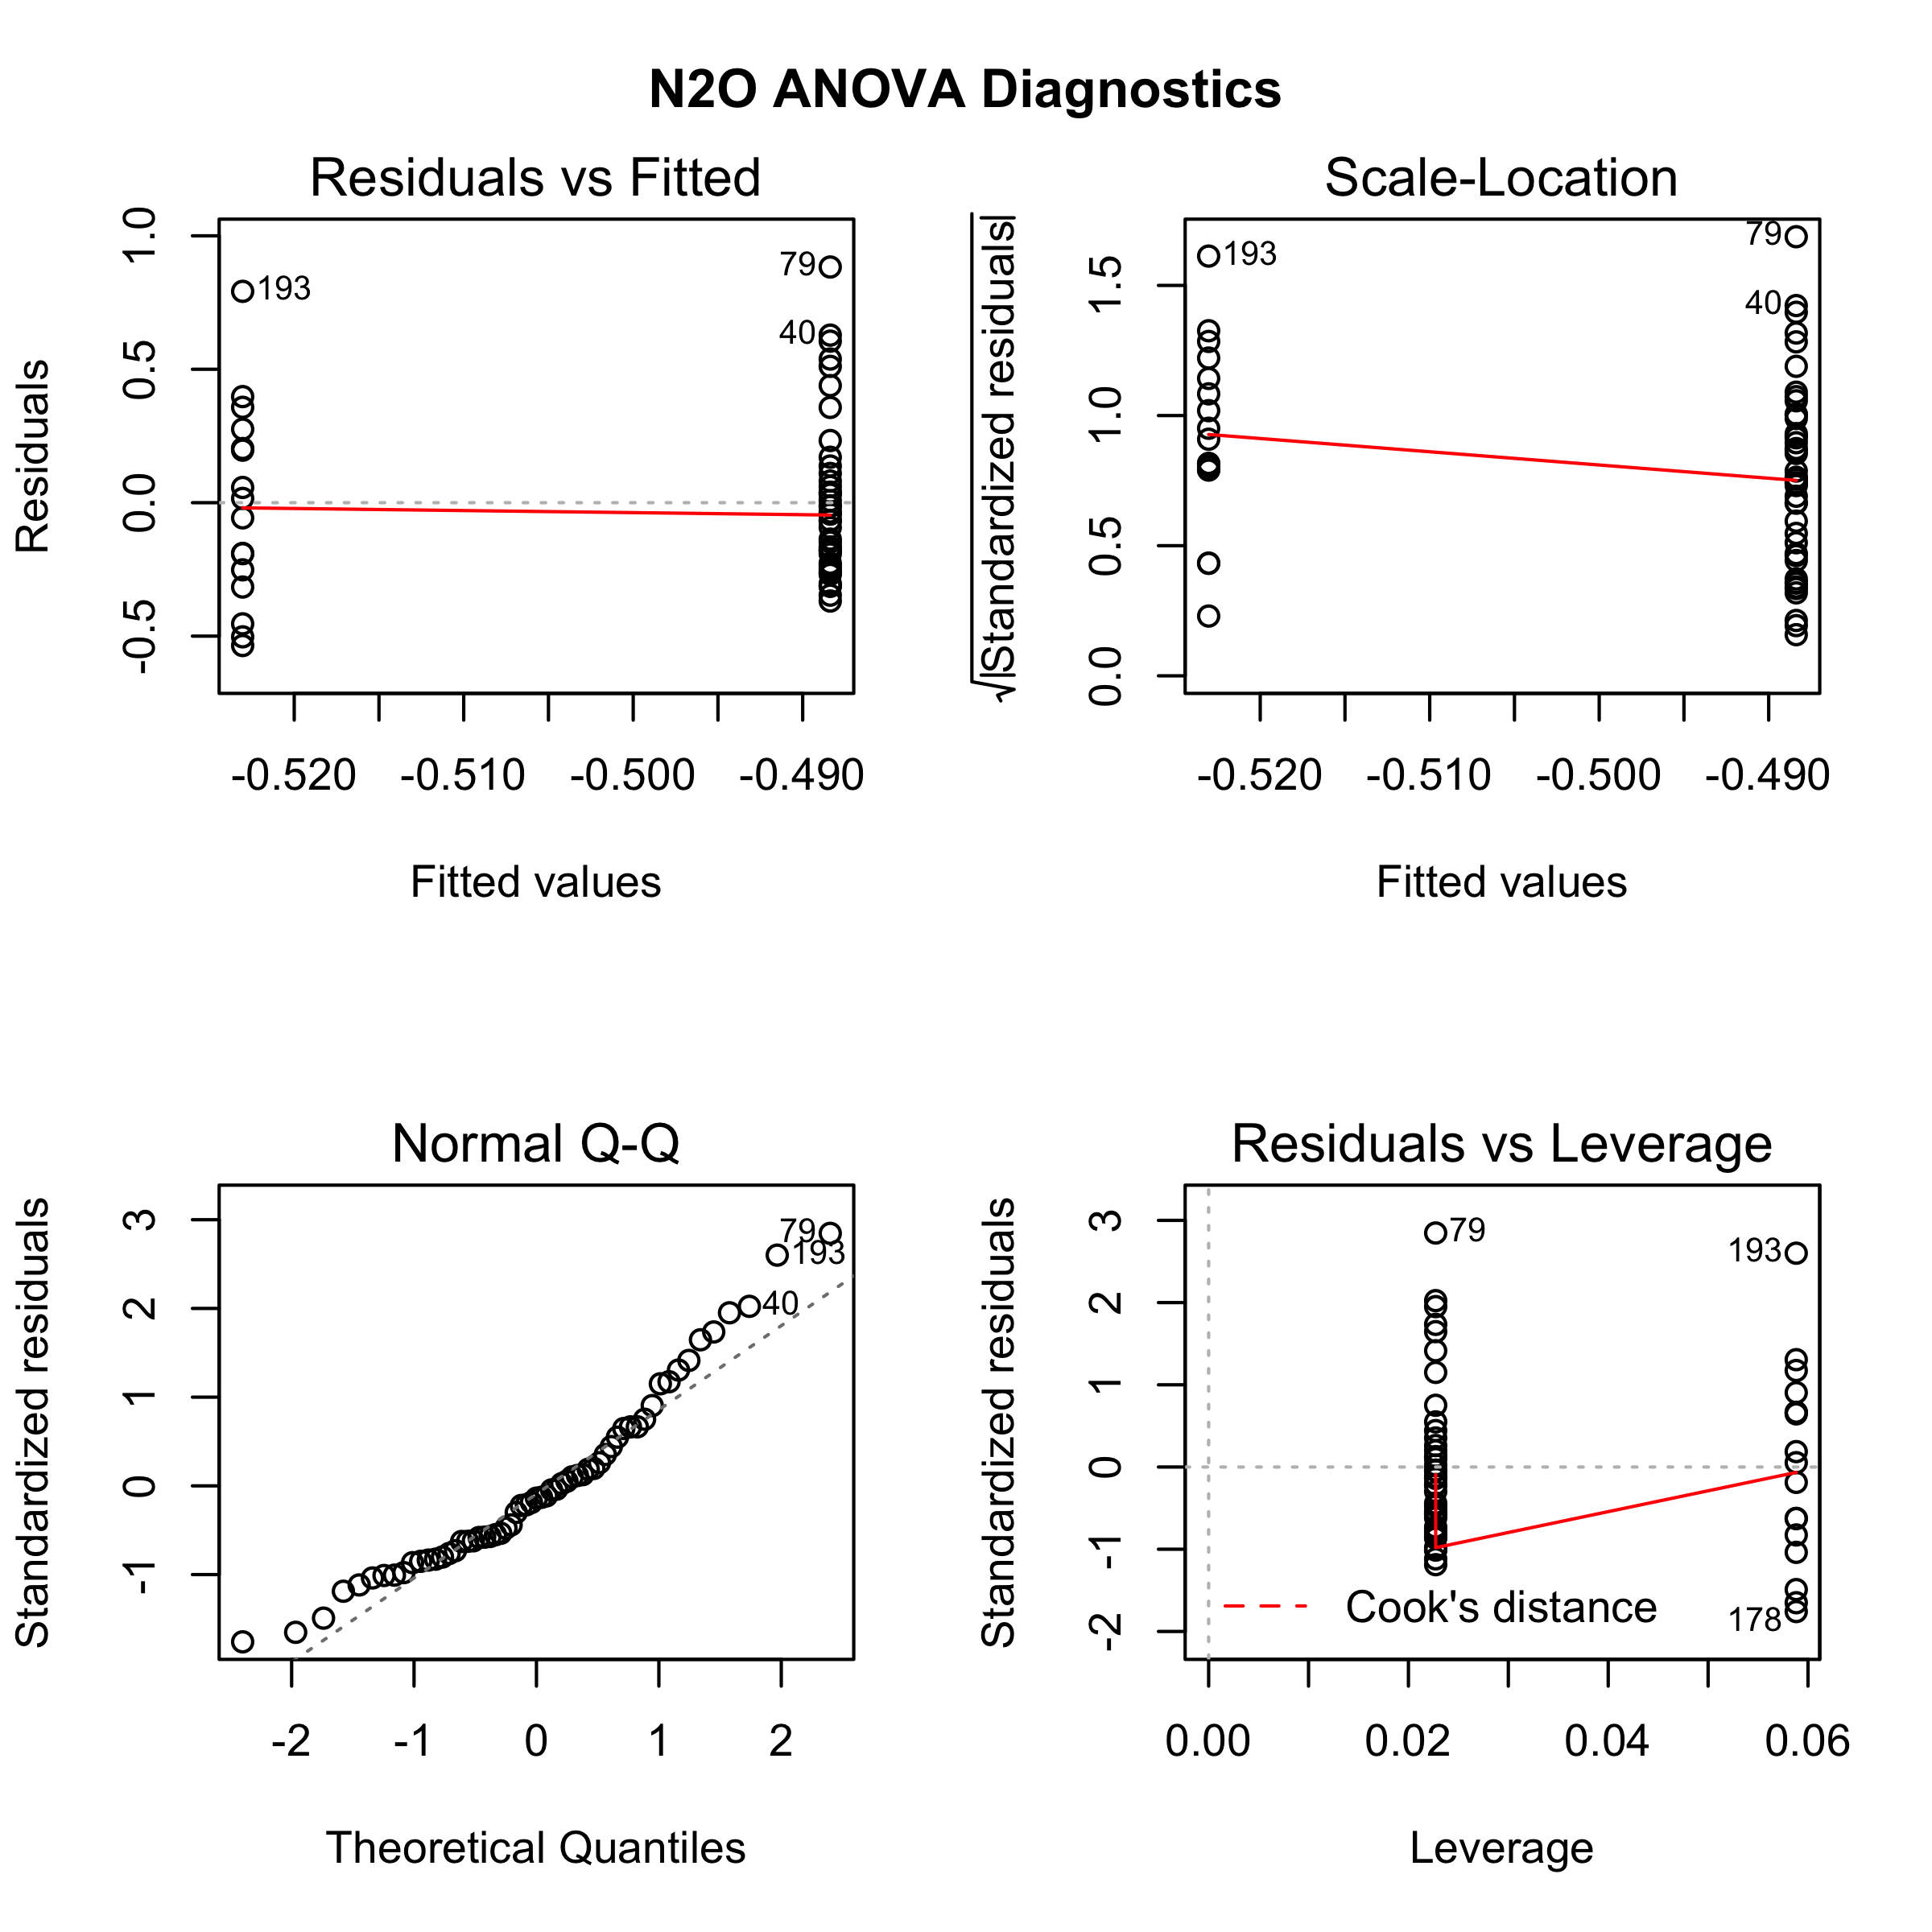 N2O ANOVA Diagnostics
Residuals vs Fitted
Residuals
1.0
0.5
0.0
-0.5
193
79
40
-0.520 -0.510 -0.500 -0.490
Fitted values
Scale-Location
√|Standardized residuals|
1.5
1.0
0.5
0.0
193
79
40
-0.520 -0.510 -0.500 -0.490
Fitted values
Normal Q-Q
Standardized residuals
3
2
1
0
-1
79
193
40
-2 -1 0 1 2
Theoretical Quantiles
Residuals vs Leverage
Standardized residuals
3
2
1
0
-1
-2
79
193
Cook's distance
178
0.00 0.02 0.04 0.06
Leverage